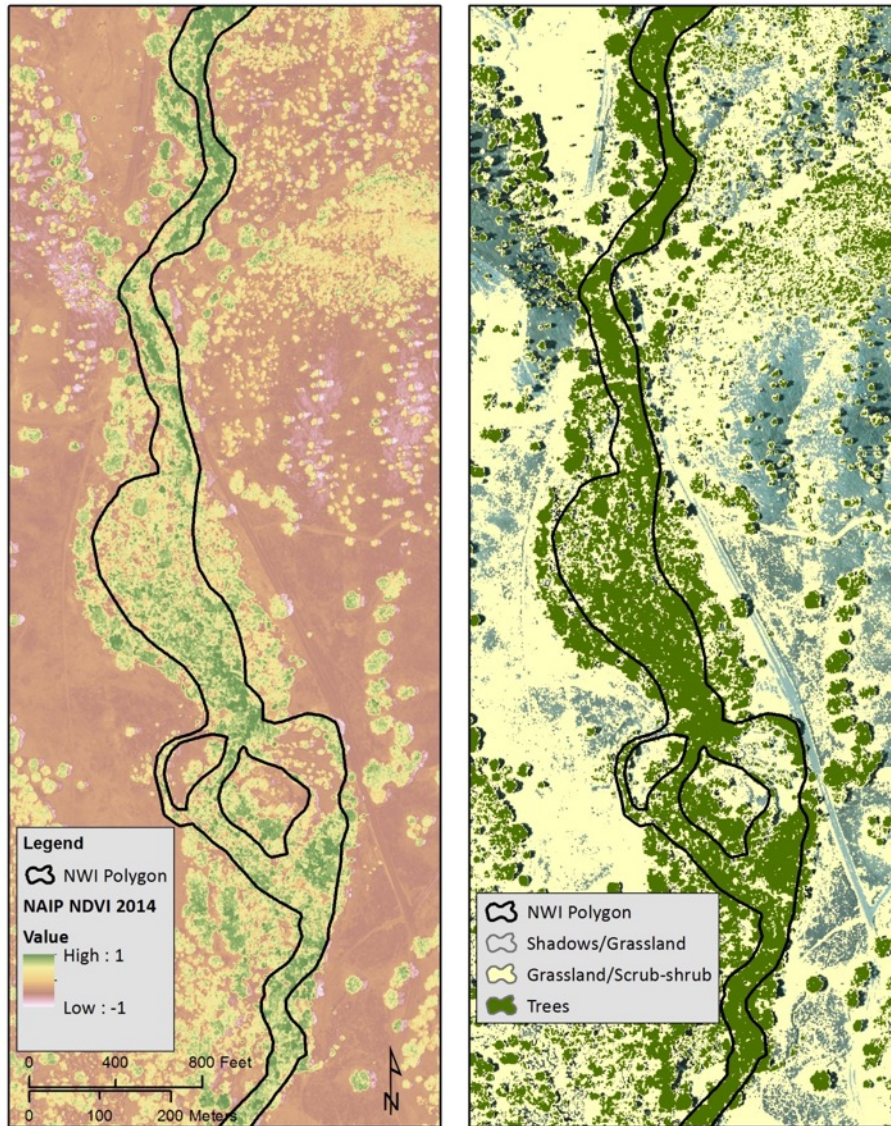 Legend
NWI Polygon
NAIP NDVI 2014
Value
High : 1
Low : -1
0 400 800 Feet
0 100 200 Meters
N
NWI Polygon
Shadows/Grassland
Grassland/Scrub-shrub
Trees